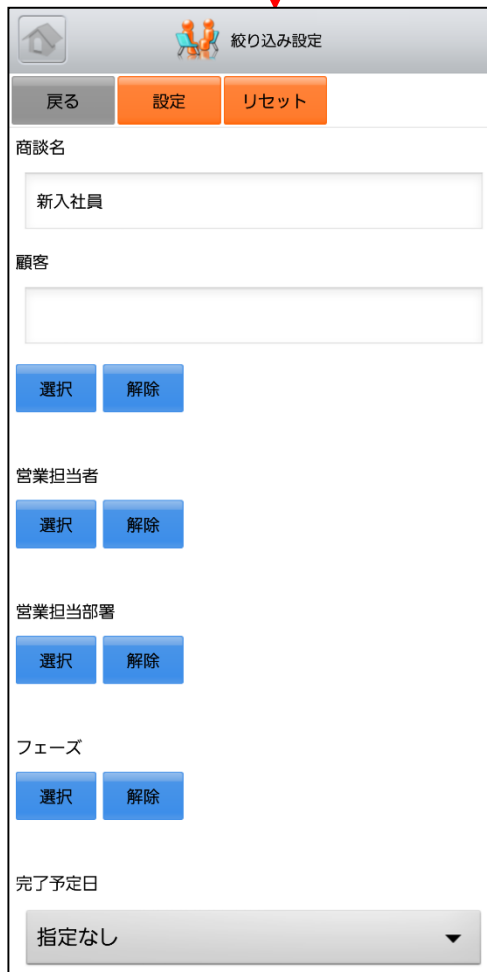 絞り込み設定
戻る 設定 リセット
商談名
新入社員
顧客
選択 解除
営業担当者
選択 解除
営業担当部署
選択 解除
フェーズ
選択 解除
完了予定日
指定なし